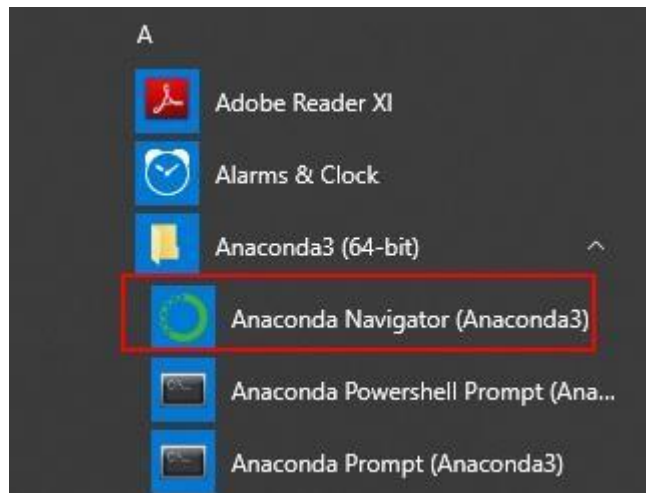 A
Adobe Reader XI
Alarms & Clock
Anaconda3 (64-bit)
Anaconda Navigator (Anaconda3)
Anaconda Powershell Prompt (Ana...
Anaconda Prompt (Anaconda3)